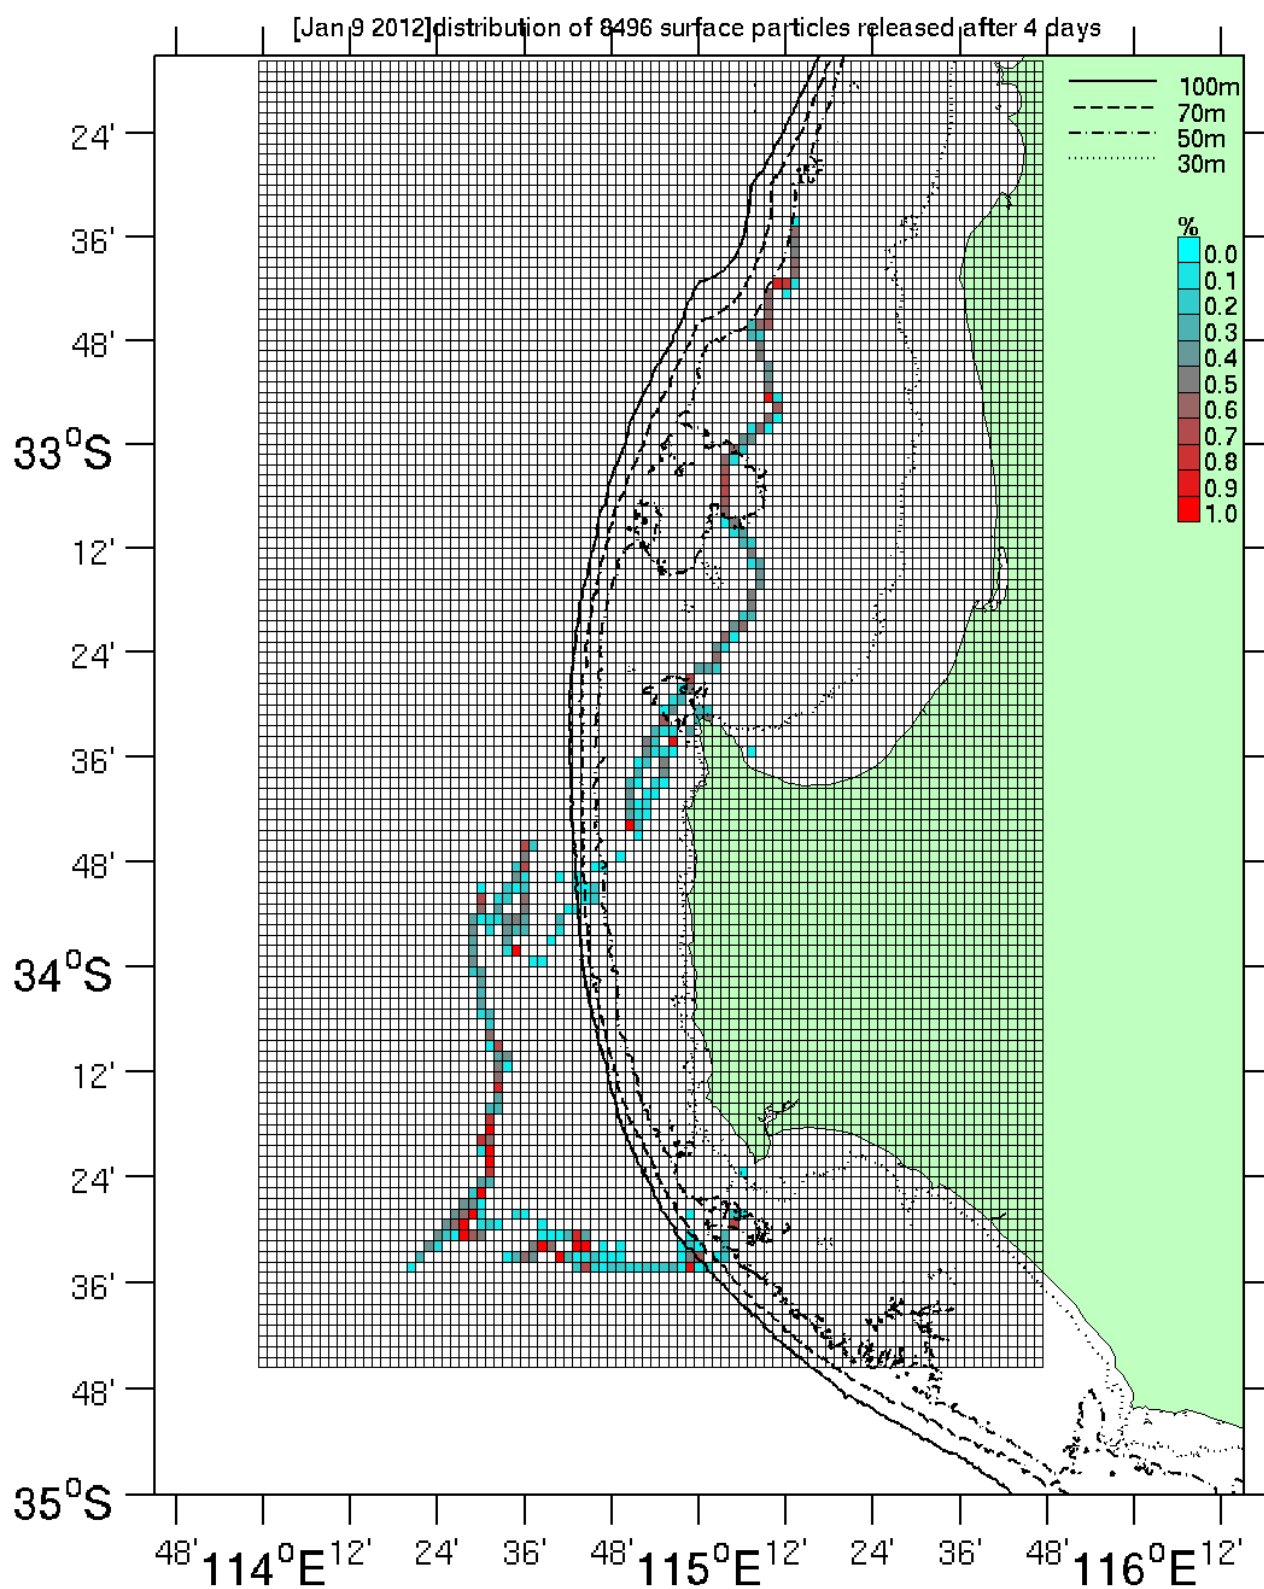 [Jan 9 2012]distribution of 8496 surface particles released after 4 days
100m
70m
50m
30m
%
0.0
0.1
0.2
0.3
0.4
0.5
0.6
0.7
0.8
0.9
1.0
24'
36'
48'
33°S
12'
24'
36'
48'
34°S
12'
24'
36'
48'
35°S
48' 114°E 12' 24' 36' 48' 115°E 12' 24' 36' 48' 116°E 12'